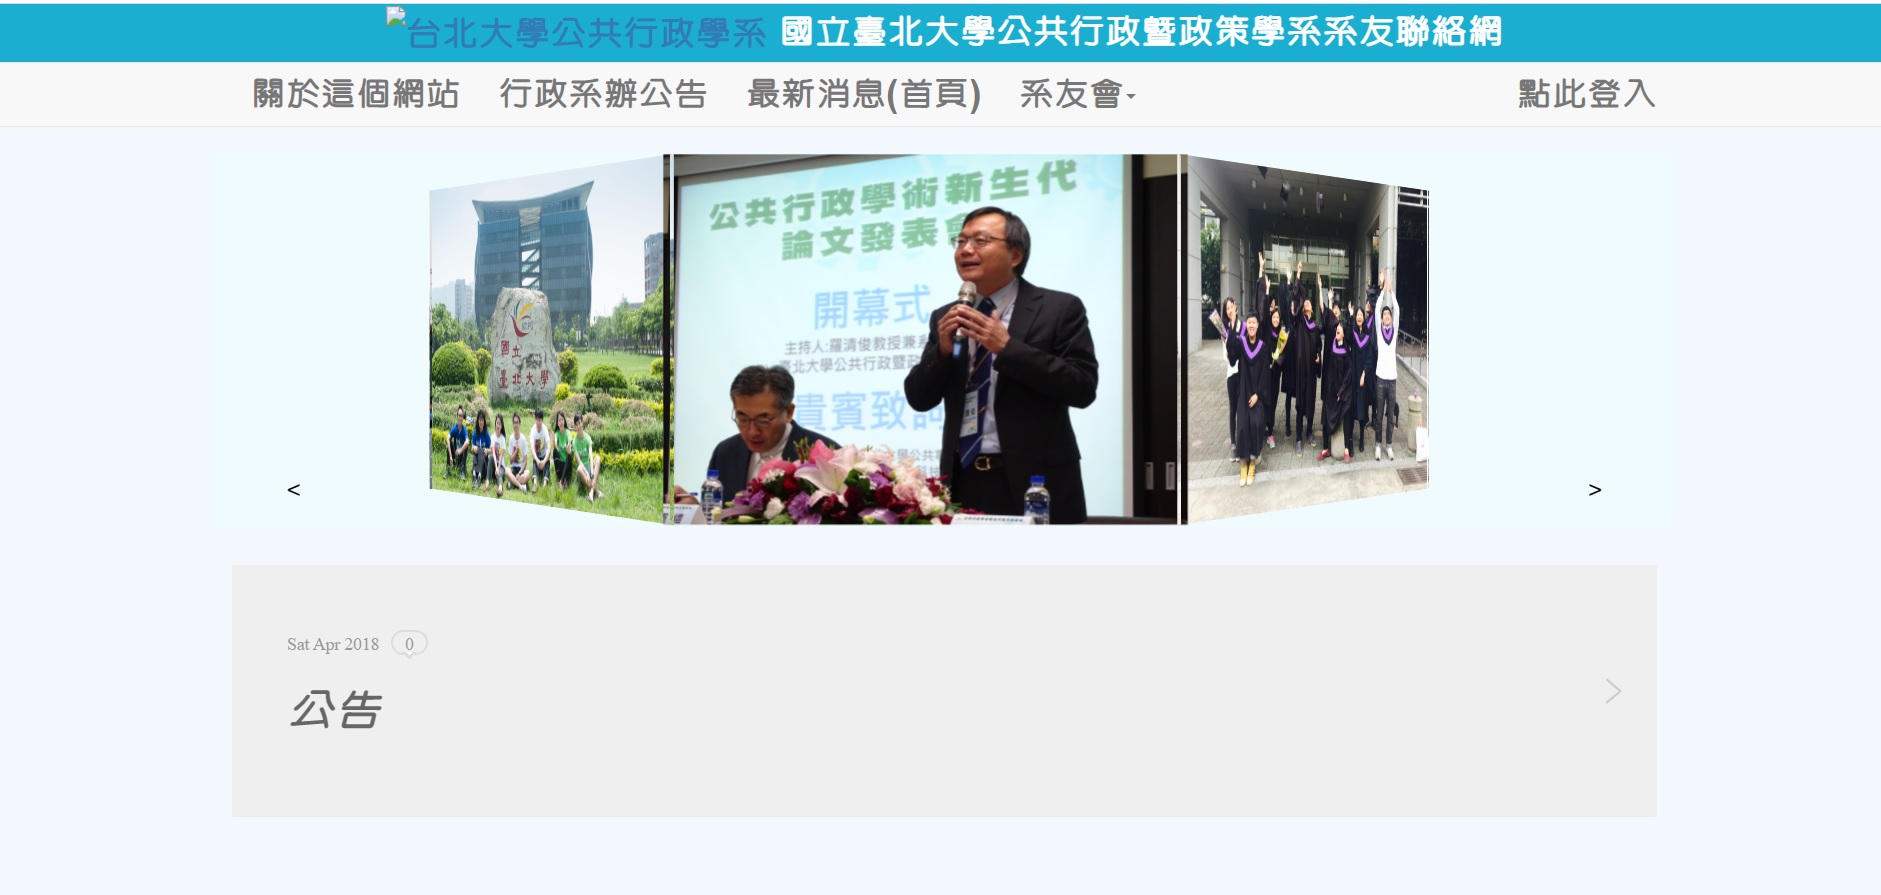 台北大學公共行政學系 國立臺北大學公共行政暨政策學系系友聯絡網
關於這個網站 行政系辦公告 最新消息(首頁) 系友會 點此登入
國立
臺北大學
公共行政學術新生代
論文發表會
開幕式
主持人:羅清俊教授兼系
臺北大學公共行政暨政
貴賓致詞
< >
Sat Apr 2018 0
公告